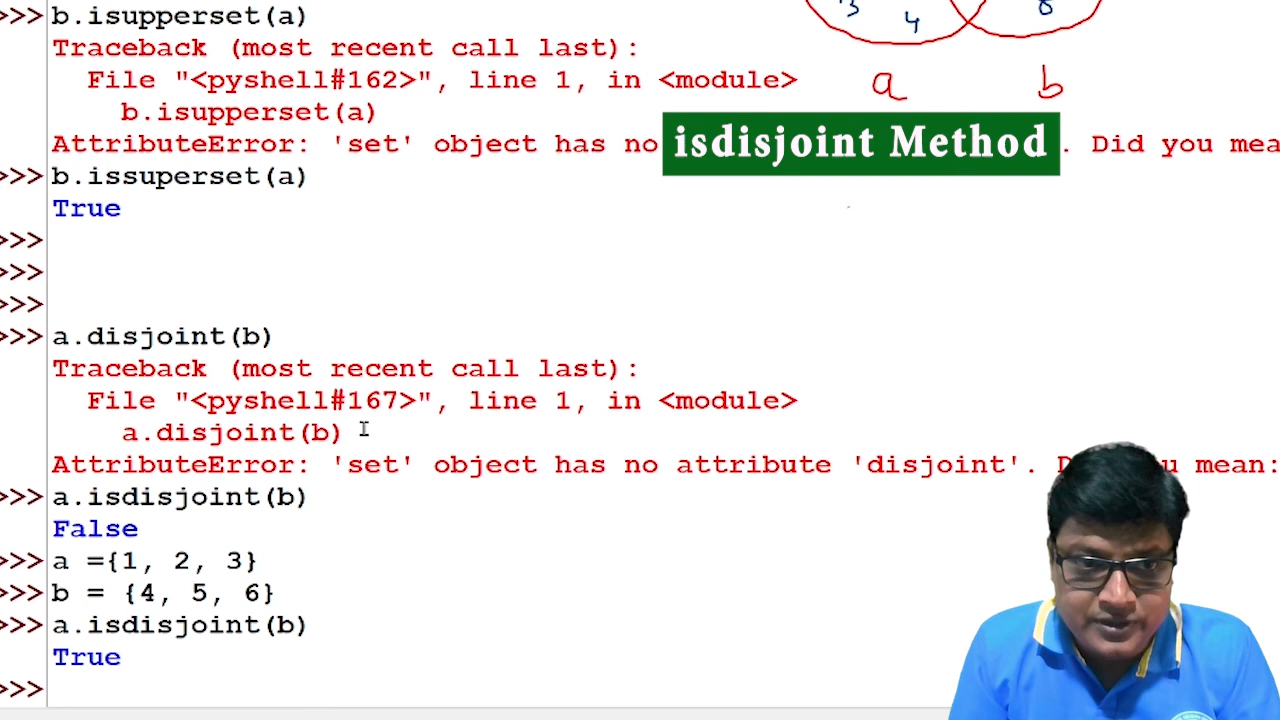 >>> b.isupperset(a)
Traceback (most recent call last):
File "<pyshell#162>", line 1, in <module>
b.isupperset(a)
AttributeError: 'set' object has no
. Did you mea
>>> b.issuperset(a)
True
>>>
>>>
>>>
>>> a.disjoint(b)
Traceback (most recent call last):
File "<pyshell#167>", line 1, in <module>
a.disjoint(b)
AttributeError: 'set' object has no attribute 'disjoint'. mean:
>>> a.isdisjoint(b)
False
>>> a ={1, 2, 3}
>>> b = {4, 5, 6}
>>> a.isdisjoint(b)
True
>>>
4
a b
isdisjoint Method